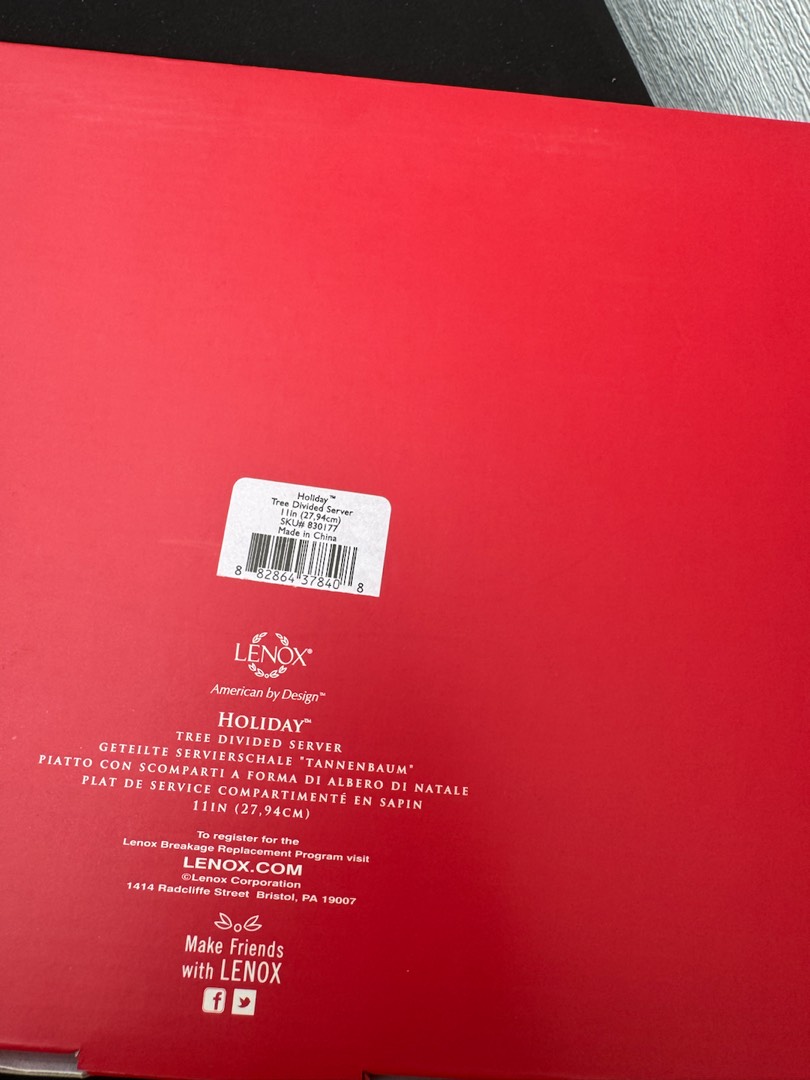 Holiday™
Tree Divided Server
11in (27,94cm)
SKU# 830177
Made in China
8 82864 37840 8
LENOX®
American by Design™
HOLIDAY™
TREE DIVIDED SERVER
GETEILTE SERVIERSCHALE "TANNENBAUM"
PIATTO CON SCOMPARTI A FORMA DI ALBERO DI NATALE
PLAT DE SERVICE COMPARTIMENTÉ EN SAPIN
11IN (27,94CM)
To register for the
Lenox Breakage Replacement Program visit
LENOX.COM
©Lenox Corporation
1414 Radcliffe Street Bristol, PA 19007
Make Friends
with LENOX
f